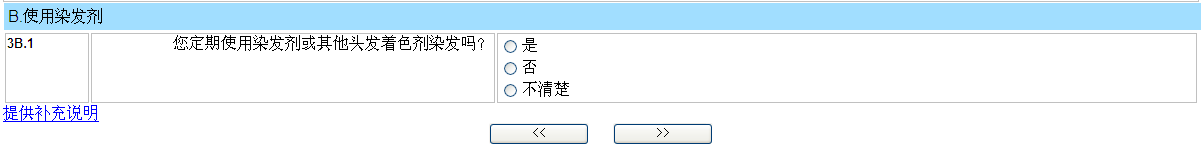 B.使用染发剂
3B.1 您定期使用染发剂或其他头发着色剂染发吗? 是
否
不清楚
提供补充说明
<< >>